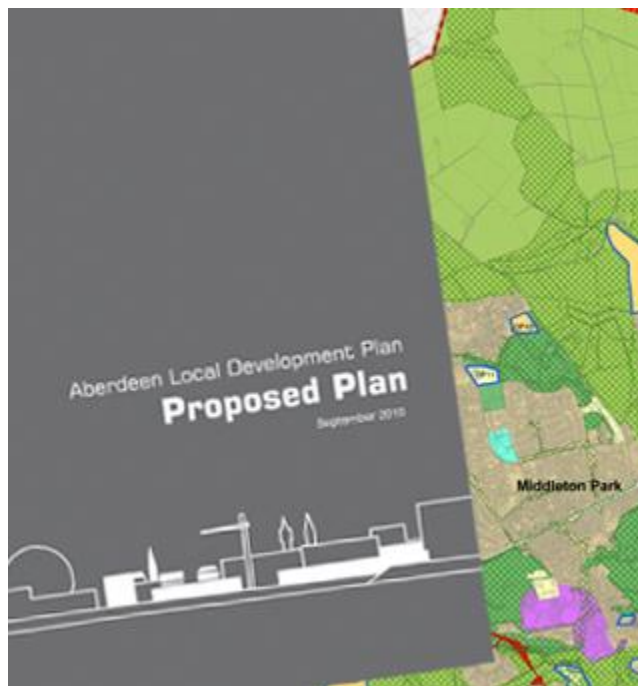 Aberdeen Local Development Plan
Proposed Plan
September 2010
Middleton Park